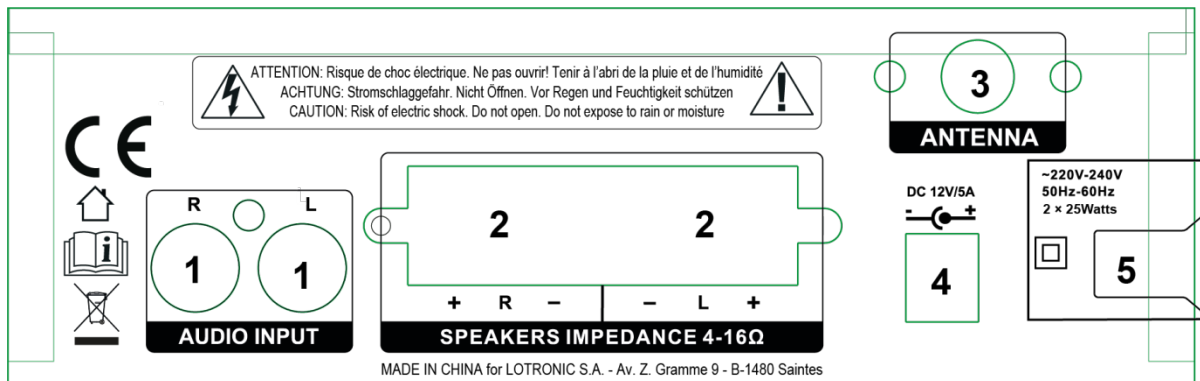 ATTENTION: Risque de choc électrique. Ne pas ouvrir! Tenir à l'abri de la pluie et de l'humidité
ACHTUNG: Stromschlaggefahr. Nicht Öffnen. Vor Regen und Feuchtigkeit schützen
CAUTION: Risk of electric shock. Do not open. Do not expose to rain or moisture
3
ANTENNA
CE
i
R L
1 1
AUDIO INPUT
2 2
+ R − − L +
SPEAKERS IMPEDANCE 4-16Ω
DC 12V/5A
- +
4
~220V-240V
50Hz-60Hz
2 × 25Watts
5
MADE IN CHINA for LOTRONIC S.A. - Av. Z. Gramme 9 - B-1480 Saintes